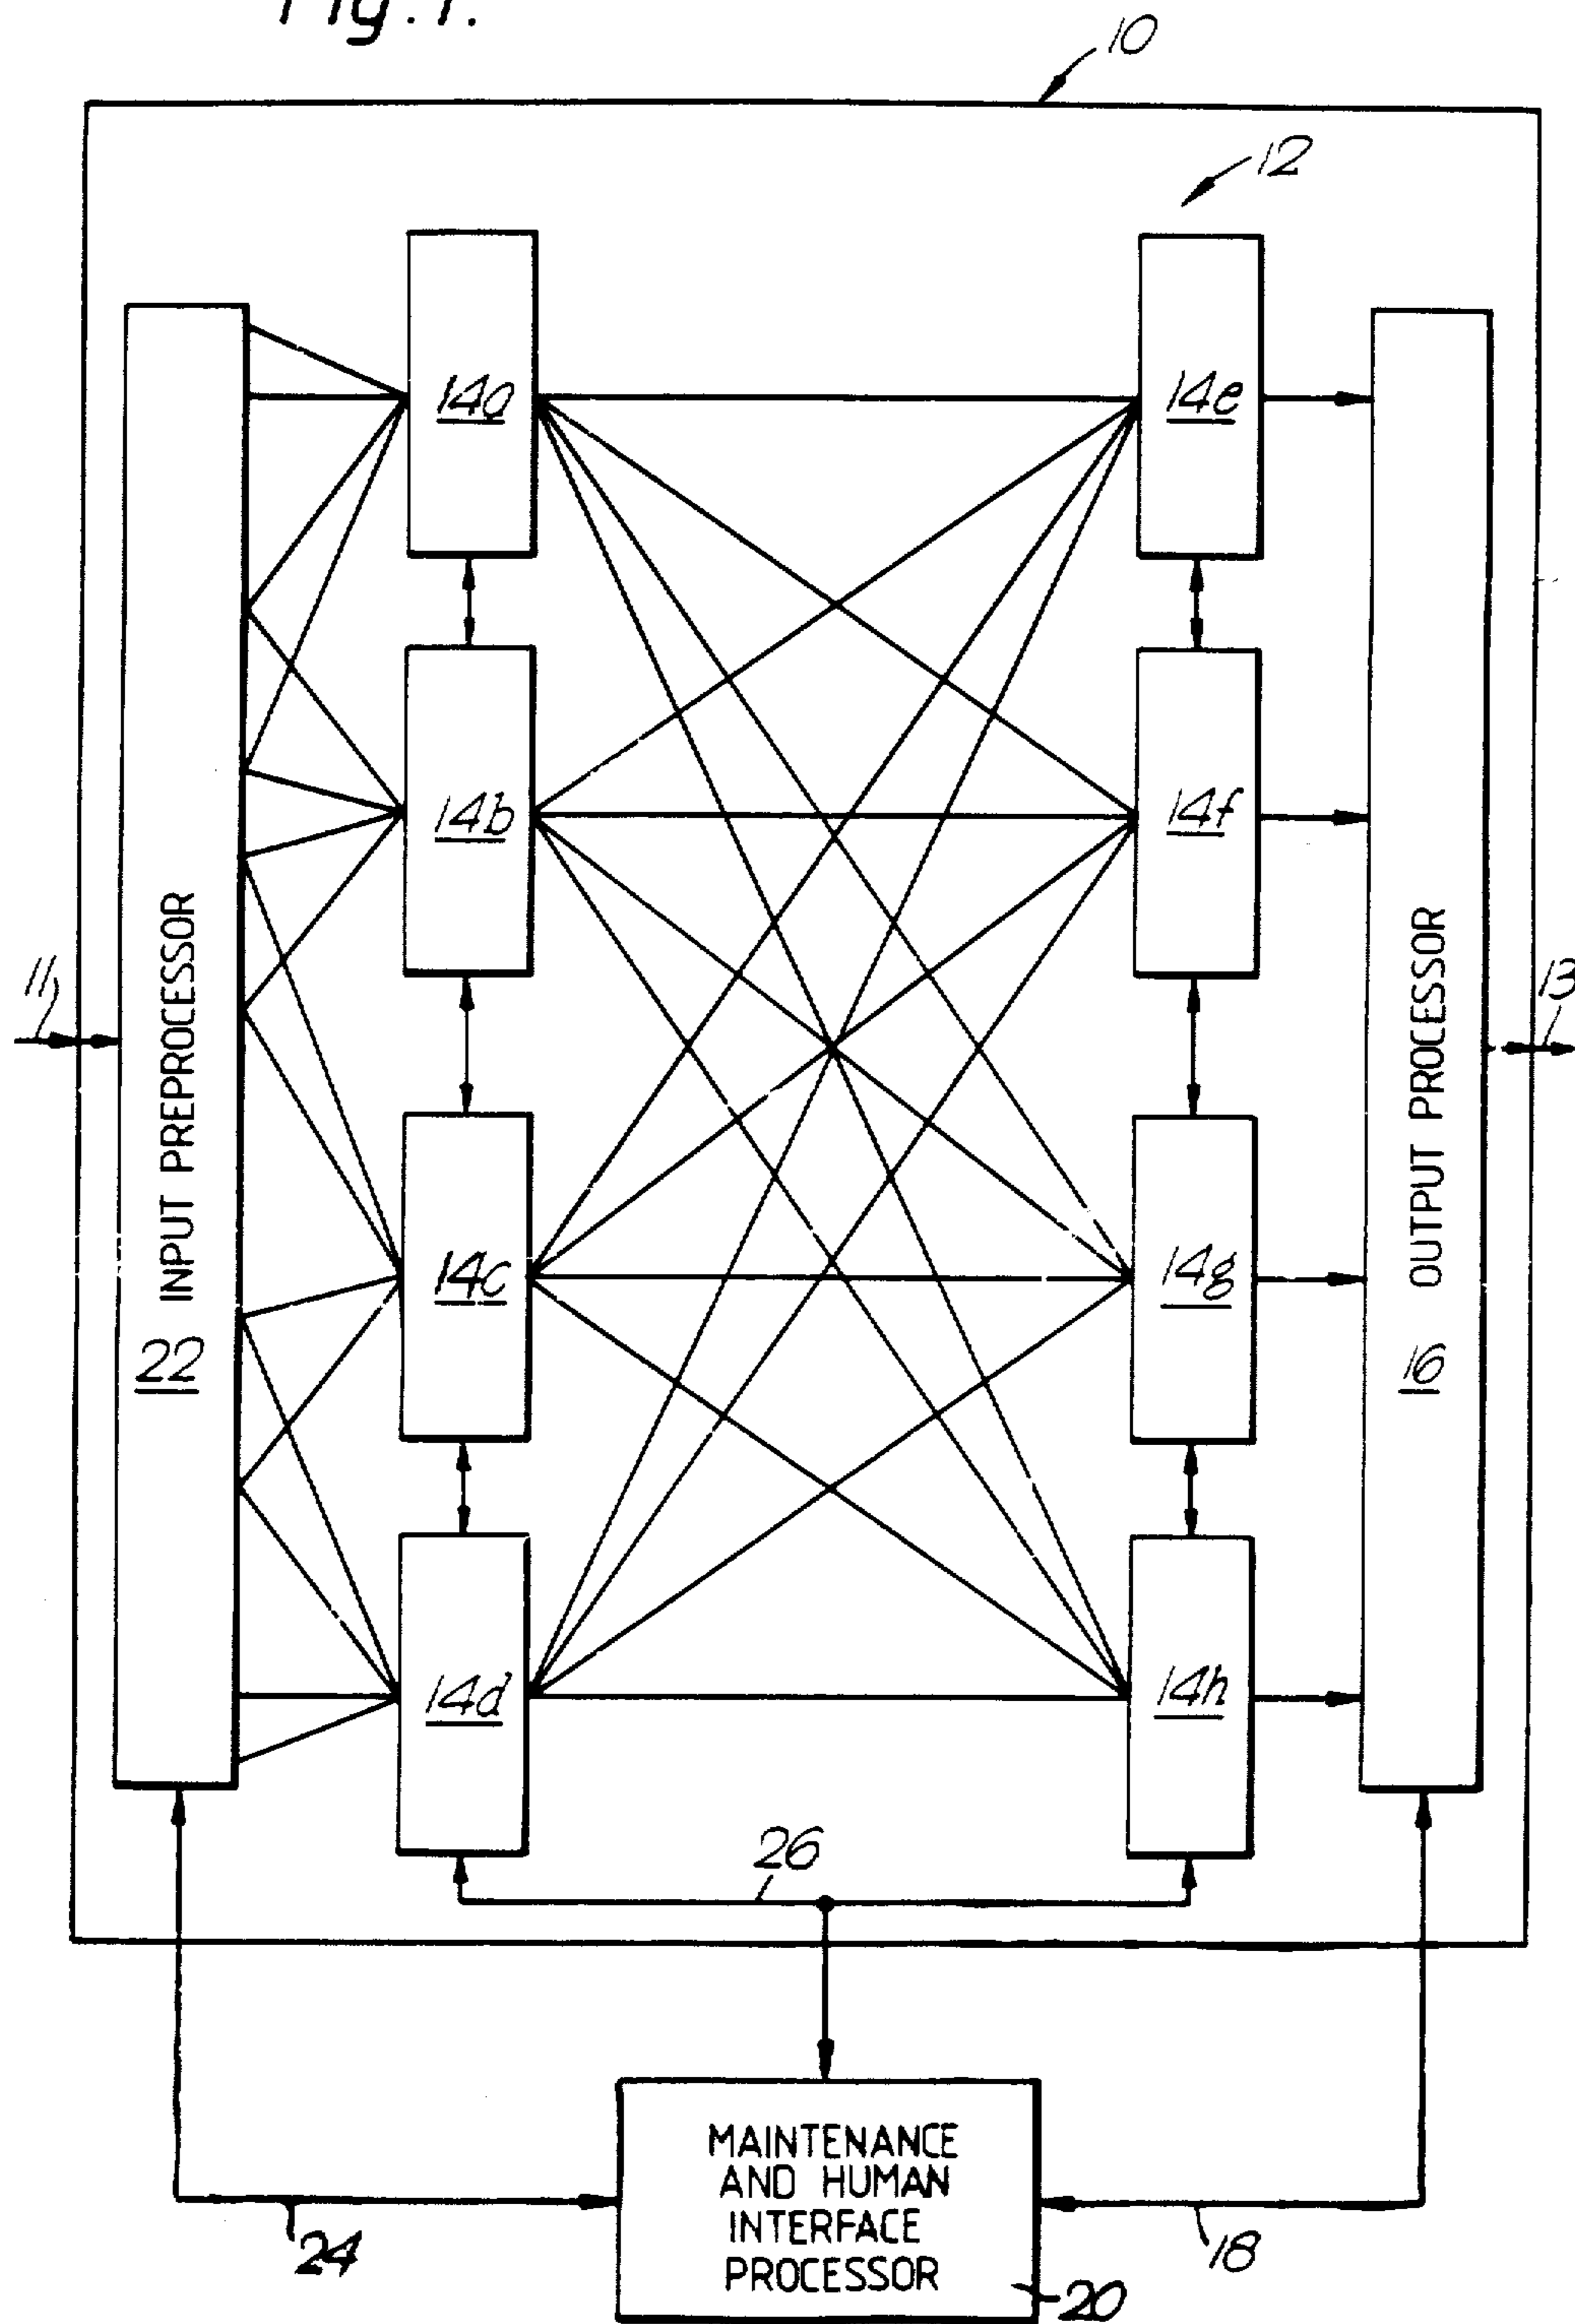 Fig.1.
10
12
14a
14e
14b
14f
11
INPUT PREPROCESSOR
22
13
OUTPUT PROCESSOR
16
14c
14g
14d
14h
26
MAINTENANCE
AND HUMAN
INTERFACE
PROCESSOR
24
18
20